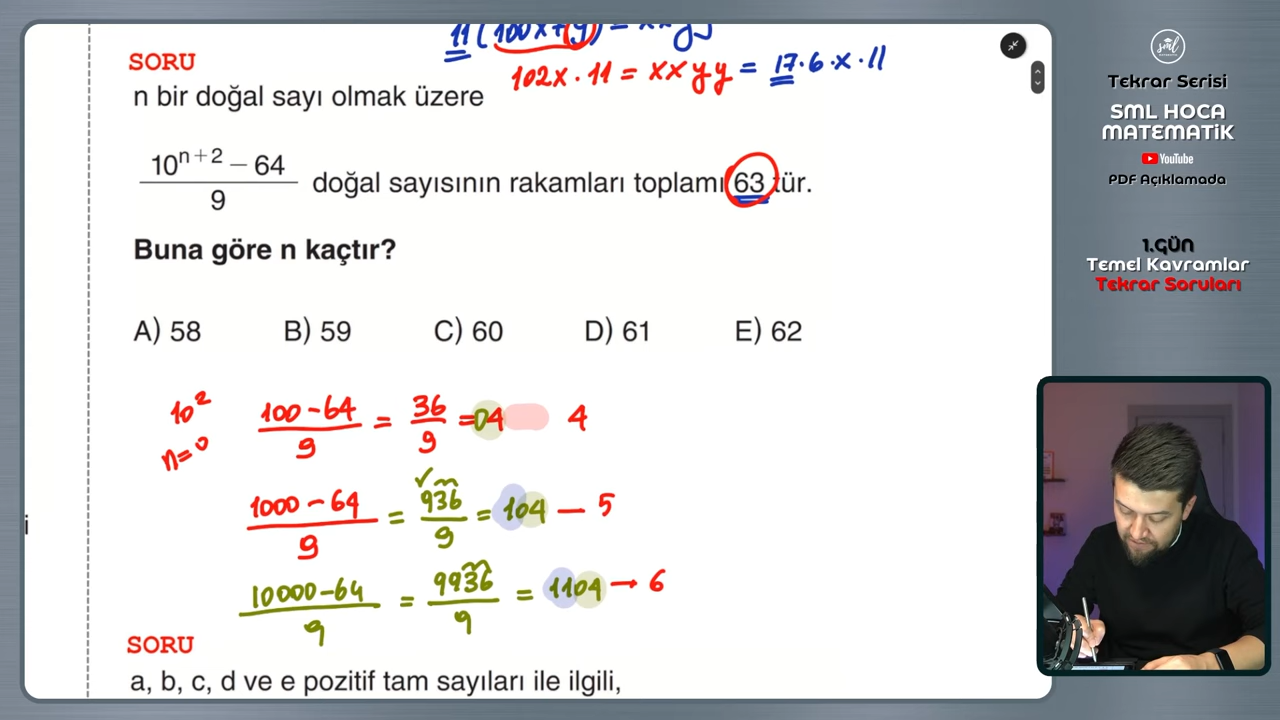 SORU
n bir doğal sayı olmak üzere
102x · 11 = xxyy = 17·6·x·11
10^{n+2} − 64
9
doğal sayısının rakamları toplamı 63 tür.
Buna göre n kaçtır?
A) 58 B) 59 C) 60 D) 61 E) 62
10² 100 − 64 / 9 = 36 / 9 = 04 4
n=0
1000 − 64 / 9 = 936 / 9 = 104 — 5
10000 − 64 / 9 = 9936 / 9 = 1104 → 6
SORU
a, b, c, d ve e pozitif tam sayıları ile ilgili,
i
sml
Tekrar Serisi
SML HOCA
MATEMATİK
YouTube
PDF Açıklamada
1.GÜN
Temel Kavramlar
Tekrar Soruları